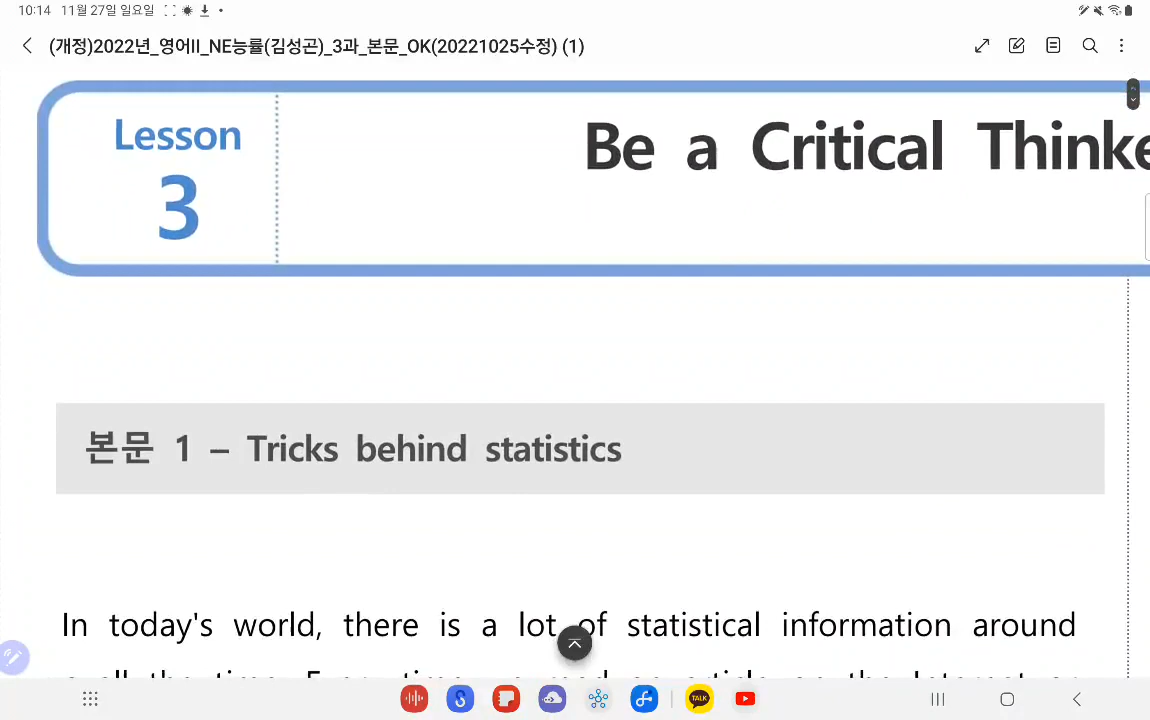 10:14 11월 27일 일요일
(개정)2022년_영어II_NE능률(김성곤)_3과_본문_OK(20221025수정) (1)
Lesson
3
Be a Critical
본문 1 – Tricks behind statistics
In today's world, there is a lot of statistical information around
TALK